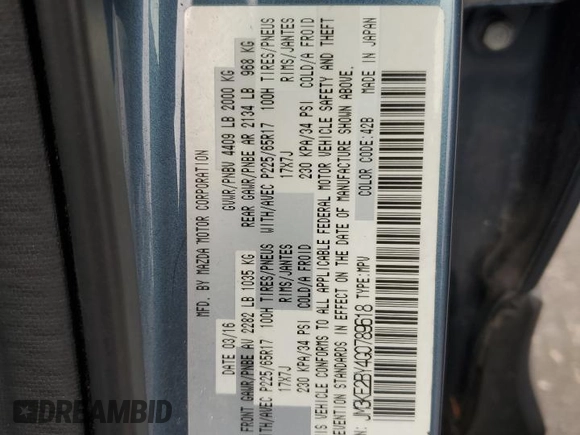 MFD. BY MAZDA MOTOR CORPORATION
DATE 03/16 GVWR/PNBV 4409 LB 2000 KG
FRONT GAWR/PNBE AV 2282 LB 1035 KG REAR GAWR/PNBE AR 2134 LB 968 KG
WITH/AVEC P225/65R17 100H TIRES/PNEUS WITH/AVEC P225/65R17 100H TIRES/PNEUS
17X7J RIMS/JANTES 17X7J RIMS/JANTES
230 KPA/34 PSI COLD/A FROID 230 KPA/34 PSI COLD/A FROID
IS VEHICLE CONFORMS TO ALL APPLICABLE FEDERAL MOTOR VEHICLE SAFETY AND THEFT
EVENTION STANDARDS IN EFFECT ON THE DATE OF MANUFACTURE SHOWN ABOVE.
JM3KE2BY4G0789618 TYPE:MPV COLOR CODE:42B MADE IN JAPAN
BIDHISTORY